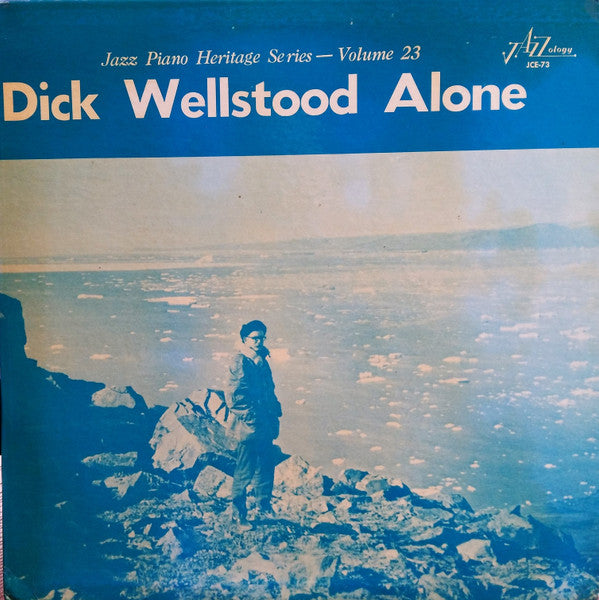 Jazz Piano Heritage Series — Volume 23
JAZZology
JCE-73
Dick Wellstood Alone